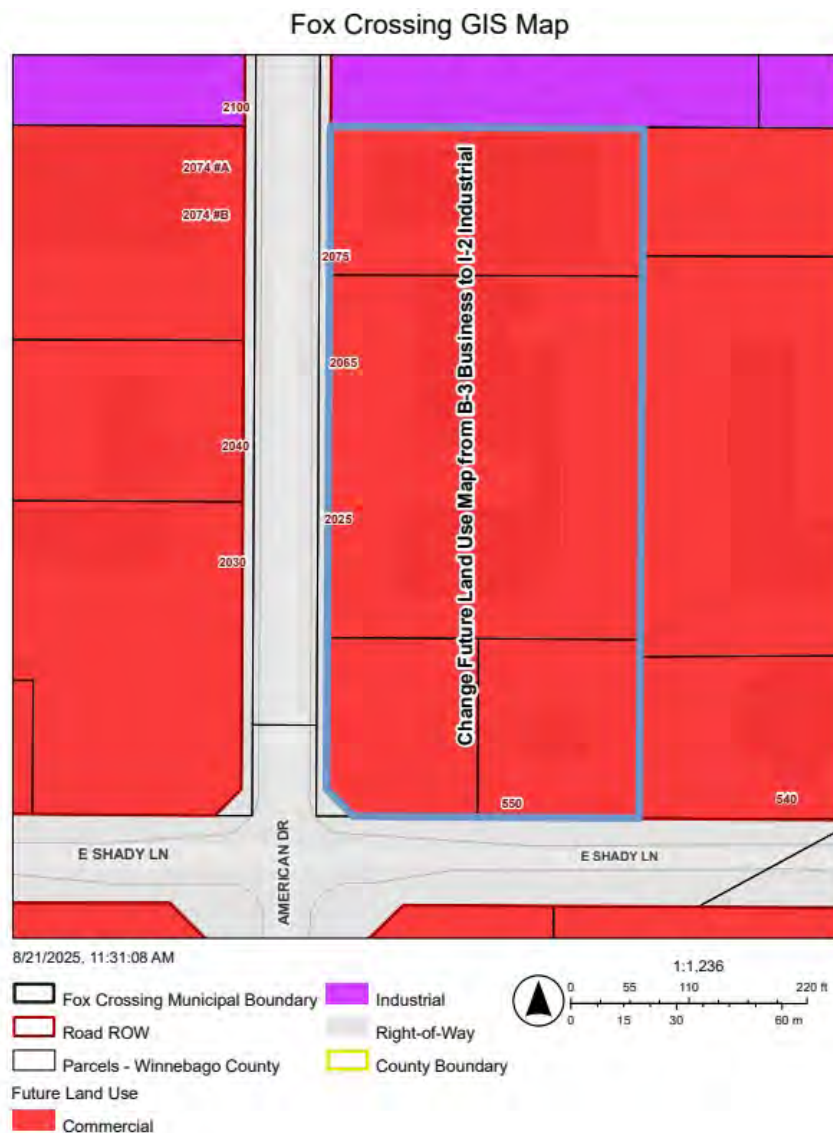 Fox Crossing GIS Map
2100
2074 #A
2074 #B
2075
2065
2040
2025
2030
Change Future Land Use Map from B-3 Business to I-2 Industrial
550
540
E SHADY LN
E SHADY LN
AMERICAN DR
8/21/2025, 11:31:08 AM
1:1,236
0 55 110 220 ft
0 15 30 60 m
Fox Crossing Municipal Boundary
Road ROW
Parcels - Winnebago County
Future Land Use
Commercial
Industrial
Right-of-Way
County Boundary